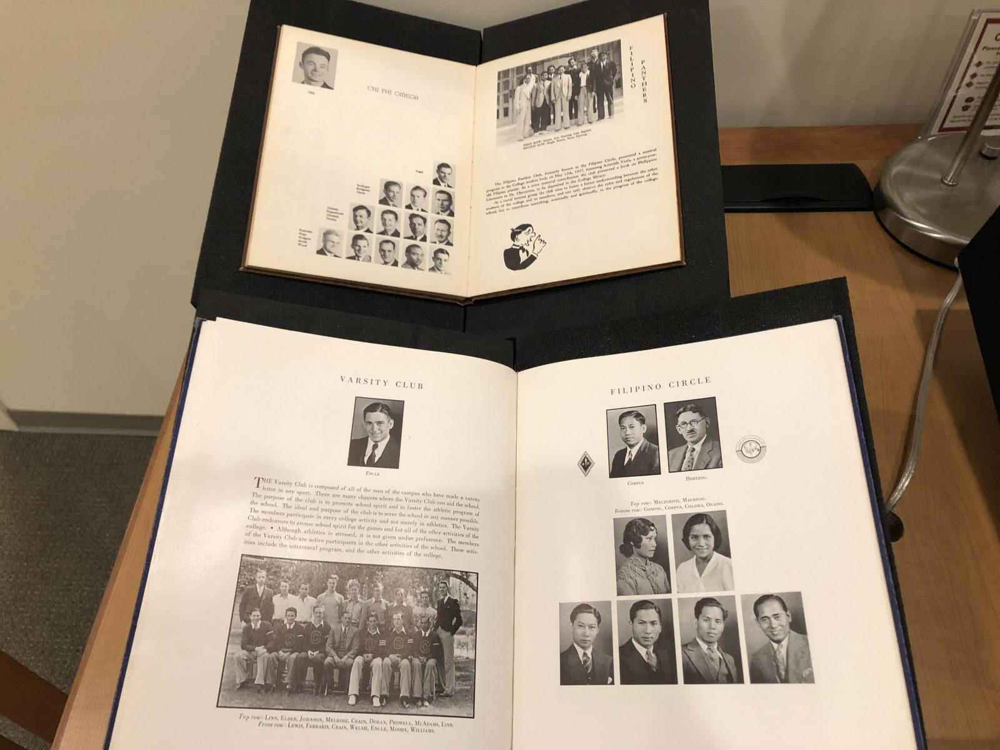 CHI PHI OMEGA
FILIPINO
PANTHERS
FIRST ROW:
SECOND ROW:
The Filipino Panther Club, formerly known as the Filipino Circle, presented a musical
program to the College student body on May 12th, 1937, featuring Aristotle Viola, a seven-year-
old Filipino pianist. As a more material contribution the club presented a book on Philippine
Literature to Dr. Cheverton, to be deposited in the College library.
As a racial interest group the club aims to foster a better understanding between the other
students of the college and its members, and not only observe the rules and regulations of the
school, but to contribute something, materially and spiritually, to the progress of the college.
VARSITY CLUB
ENGLE
THE Varsity Club is composed of all of the men of the campus who have made a varsity
letter in any sport. There are many chances where the Varsity Club can aid the school.
The purpose of the club is to promote school spirit and to foster the athletic program of
the school. The ideal and purpose of the club is to serve the school in any manner possible.
The members participate in every college activity and not merely in athletics. The Varsity
Club endeavors to arouse school spirit for the games and for all of the other activities of the
college. • Although athletics is stressed, it is not given undue preference. The members
of the Varsity Club are active participants in the other activities of the school. These activ-
ities include the intramural program, and the other activities of the college.
Top row: LINN, ELDER, JOHNSON, MELROSE, CRAIN, DORAN, PROWELL, MCADAMS, LINN.
Front row: LEWIS, FERRARIS, CRAIN, WELSH, ENGLE, MOODY, WILLIAMS.
FILIPINO CIRCLE
CORPUS
HERTZOG.
Top row: MELEGRITO, MAURICIO.
Bottom row: GONONG, CORPUS, COLOMA, OUANO.